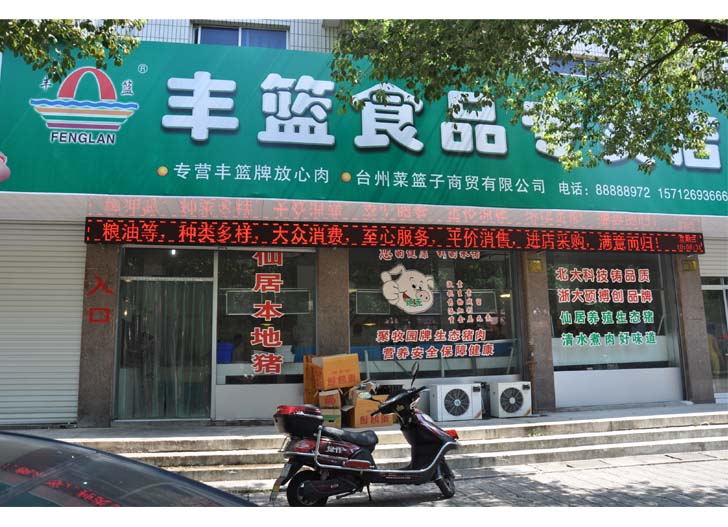 丰 篮 ®
FENGLAN
丰篮食品专卖店
专营丰篮牌放心肉 台州菜篮子商贸有限公司 电话：88888972 15712693666
粮油等，种类多样，大众消费，至心服务，平价消售，进店采购，满意而归！
入口
仙居本地猪
聚牧园牌生态猪肉
营养安全保障健康
北大科技铸品质
浙大硕搏创品牌
仙居养殖生态猪
清水煮肉好味道